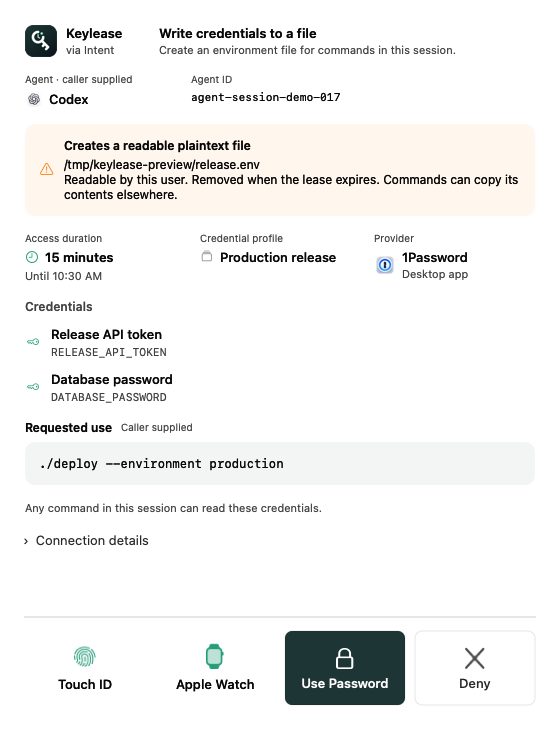 Keylease
via Intent
Write credentials to a file
Create an environment file for commands in this session.
Agent · caller supplied
Codex
Agent ID
agent-session-demo-017
Creates a readable plaintext file
/tmp/keylease-preview/release.env
Readable by this user. Removed when the lease expires. Commands can copy its
contents elsewhere.
Access duration
15 minutes
Until 10:30 AM
Credential profile
Production release
Provider
1Password
Desktop app
Credentials
Release API token
RELEASE_API_TOKEN
Database password
DATABASE_PASSWORD
Requested use Caller supplied
./deploy --environment production
Any command in this session can read these credentials.
› Connection details
Touch ID
Apple Watch
Use Password
Deny